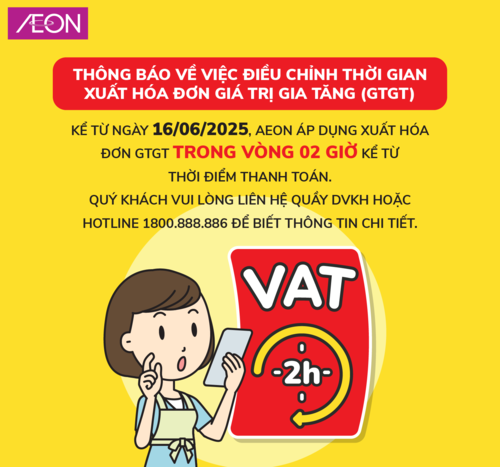 ÆON
THÔNG BÁO VỀ VIỆC ĐIỀU CHỈNH THỜI GIAN
XUẤT HÓA ĐƠN GIÁ TRỊ GIA TĂNG (GTGT)
KỂ TỪ NGÀY 16/06/2025, AEON ÁP DỤNG XUẤT HÓA
ĐƠN GTGT TRONG VÒNG 02 GIỜ KỂ TỪ
THỜI ĐIỂM THANH TOÁN.
QUÝ KHÁCH VUI LÒNG LIÊN HỆ QUẦY DVKH HOẶC
HOTLINE 1800.888.886 ĐỂ BIẾT THÔNG TIN CHI TIẾT.
VAT
2h